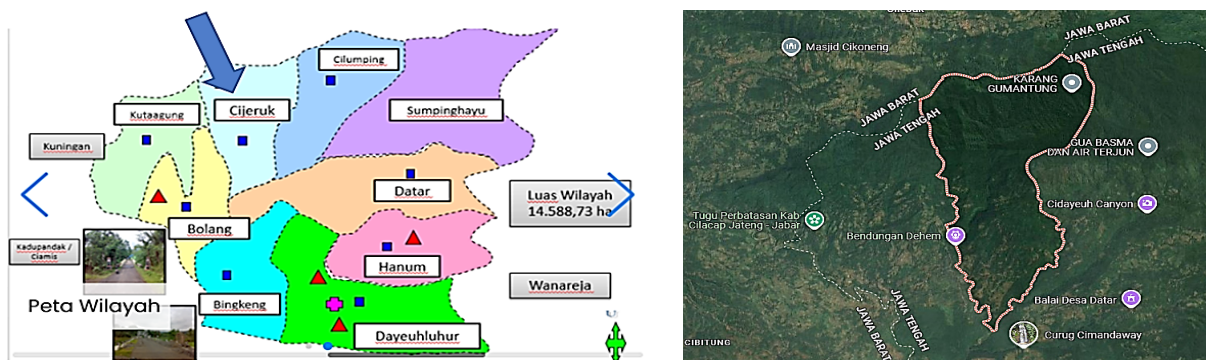 Cilumping
Cijeruk
Sumpinghayu
Kutaagung
Kuningan
Datar
Luas Wilayah
14.588,73 ha
Bolang
Kadupandak /
Ciamis
Hanum
Wanareja
Bingkeng
Peta Wilayah
Dayeuhluhur
JAWA BARAT
JAWA TENGAH
Masjid Cikoneng
KARANG
GUMANTUNG
JAWA BARAT
JAWA TENGAH
GUA BASMA
DAN AIR TERJUN
Cidayeuh Canyon
Tugu Perbatasan Kab
Cilacap Jateng - Jabar
Bendungan Dehem
JAWA TENGAH
JAWA BARAT
Balai Desa Datar
Curug Cimandaway
CIBITUNG